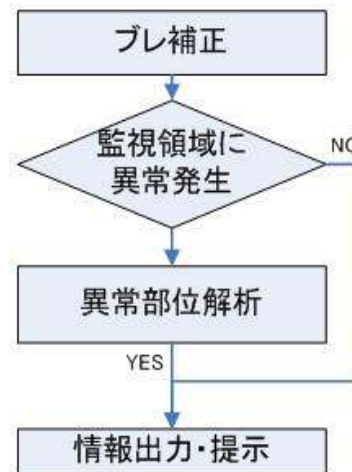 ブレ補正
監視領域に
異常発生
NO
異常部位解析
YES
情報出力・提示